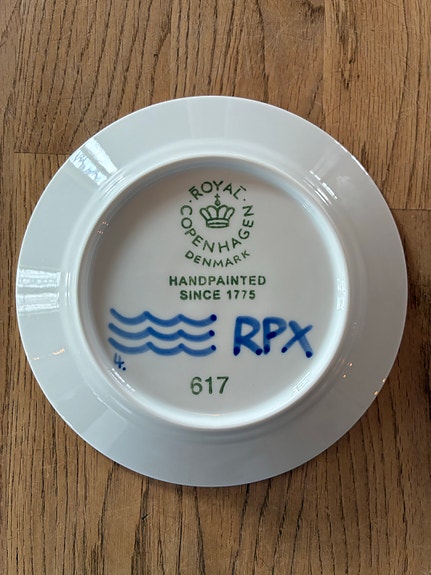 ROYAL
COPENHAGEN
DENMARK
HANDPAINTED
SINCE 1775
RPX
4.
617